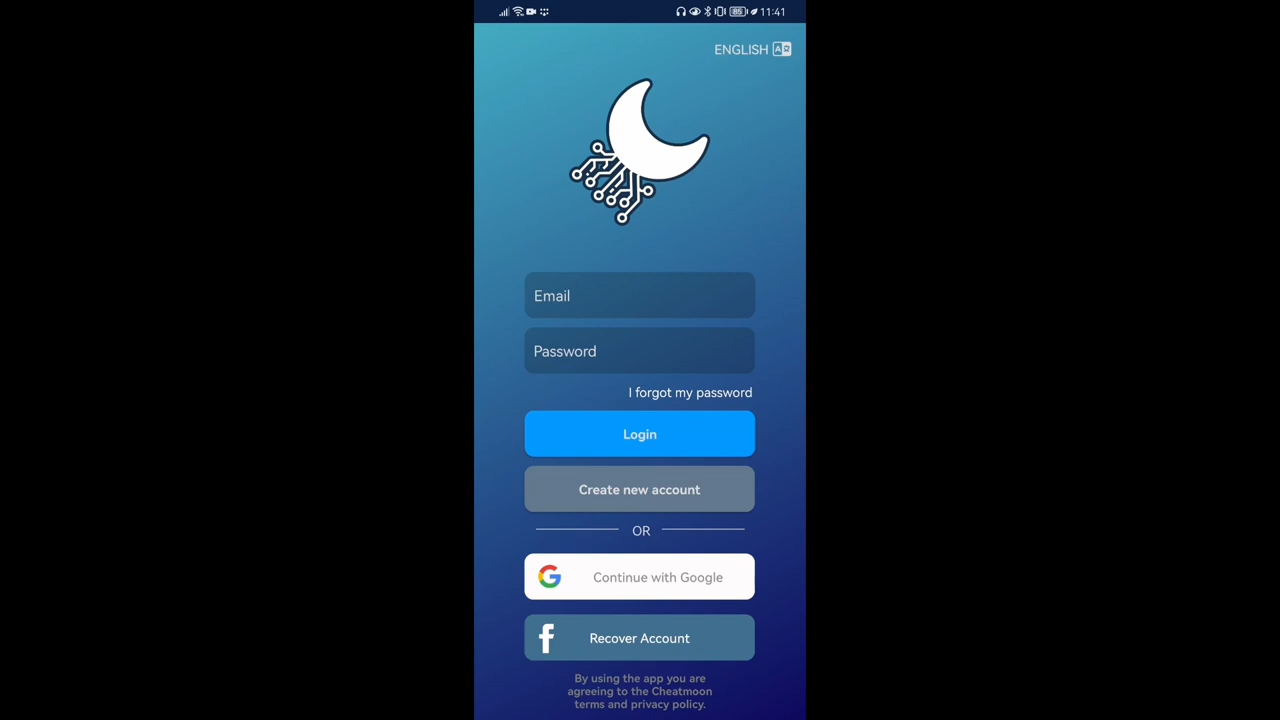 85 11:41
ENGLISH
Email
Password
I forgot my password
Login
Create new account
OR
Continue with Google
Recover Account
By using the app you are
agreeing to the Cheatmoon
terms and privacy policy.